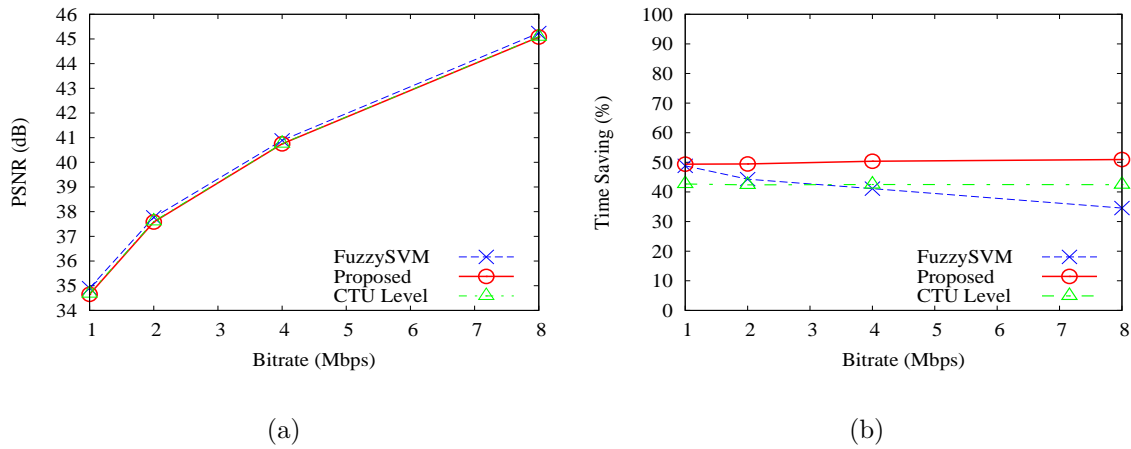 45
46
44
43
42
41
40
39
38
37
36
35
34
PSNR (dB)
FuzzySVM
Proposed
CTU Level
1 2 3 4 5 6 7 8
Bitrate (Mbps)
(a)
100
90
80
70
60
50
40
30
20
10
0
Time Saving (%)
FuzzySVM
Proposed
CTU Level
1 2 3 4 5 6 7 8
Bitrate (Mbps)
(b)